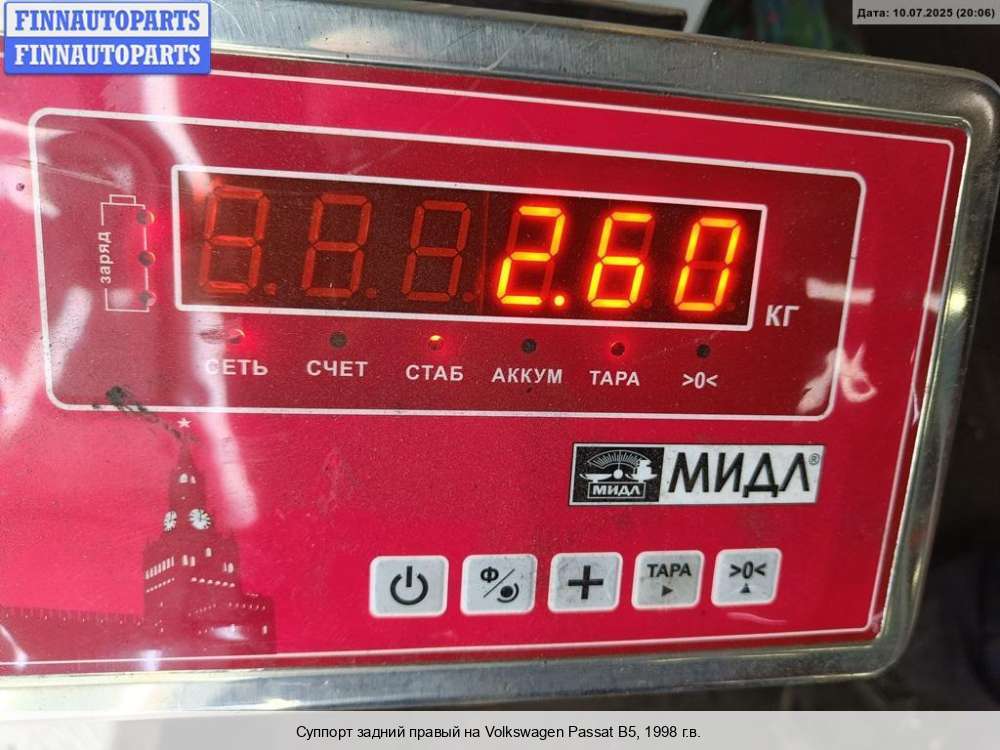 FINNAUTOPARTS
FINNAUTOPARTS
Дата: 10.07.2025 (20:06)
заряд
2.60
КГ
СЕТЬ СЧЕТ СТАБ АККУМ ТАРА >0<
МИДЛ
МИДЛ®
Ф
+
ТАРА
>0<
Суппорт задний правый на Volkswagen Passat B5, 1998 г.в.